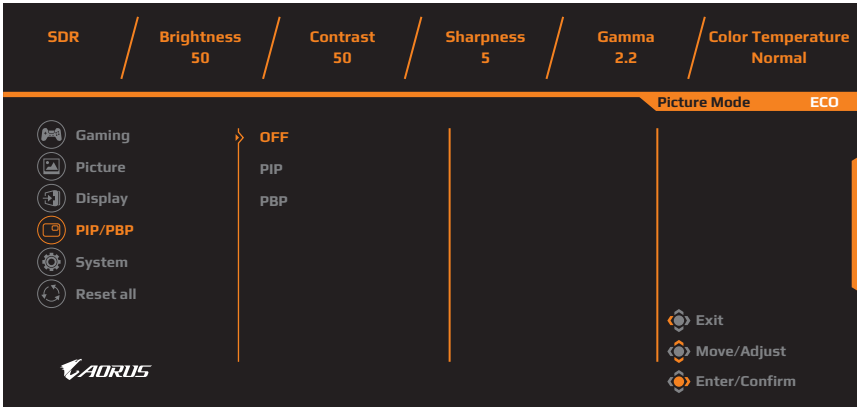 SDR Brightness Contrast Sharpness Gamma Color Temperature
50 50 5 2.2 Normal
Picture Mode ECO
Gaming OFF
Picture PIP
Display PBP
PIP/PBP
System
Reset all
Exit
Move/Adjust
AORUS
Enter/Confirm